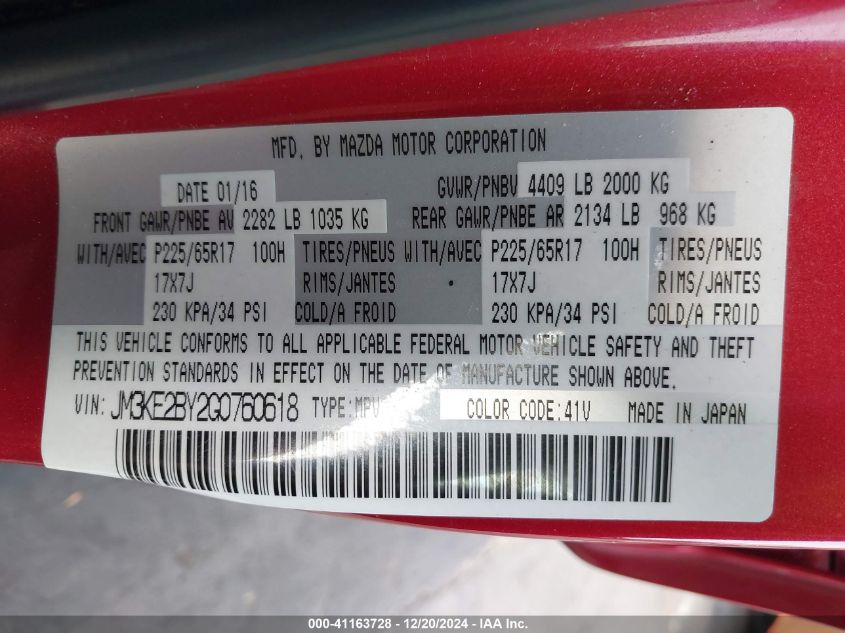 MFD. BY MAZDA MOTOR CORPORATION
DATE 01/16 GVWR/PNBV 4409 LB 2000 KG
FRONT GAWR/PNBE AV 2282 LB 1035 KG REAR GAWR/PNBE AR 2134 LB 968 KG
WITH/AVEC P225/65R17 100H TIRES/PNEUS WITH/AVEC P225/65R17 100H TIRES/PNEUS
17X7J RIMS/JANTES 17X7J RIMS/JANTES
230 KPA/34 PSI COLD/A FROID 230 KPA/34 PSI COLD/A FROID
THIS VEHICLE CONFORMS TO ALL APPLICABLE FEDERAL MOTOR VEHICLE SAFETY AND THEFT
PREVENTION STANDARDS IN EFFECT ON THE DATE OF MANUFACTURE SHOWN ABOVE.
VIN: JM3KE2BY2G0760618 TYPE:MPV COLOR CODE:41V MADE IN JAPAN
000-41163728 - 12/20/2024 - IAA Inc.